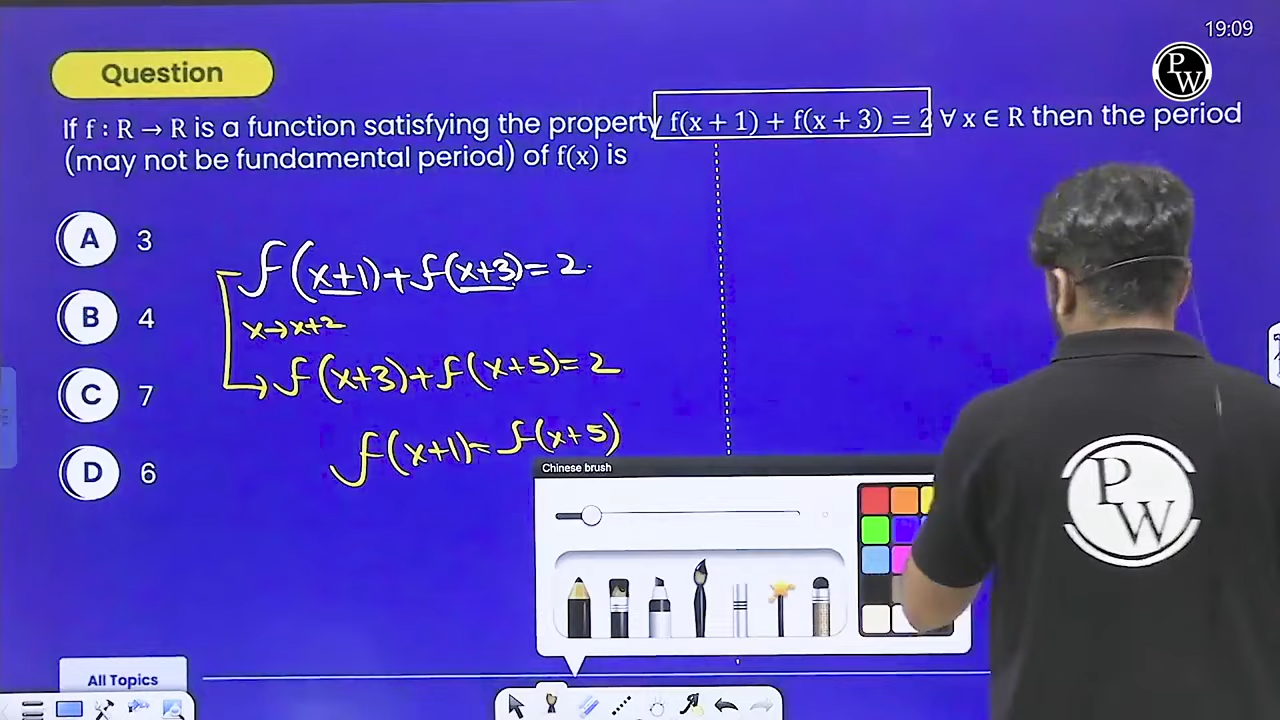 19:09
PW
Question
If f : R → R is a function satisfying the property f(x + 1) + f(x + 3) = 2 ∀ x ∈ R then the period
(may not be fundamental period) of f(x) is
A 3
B 4
C 7
D 6
f(x+1)+f(x+3)=2.
x→x+2
f(x+3)+f(x+5)=2
f(x+1)=f(x+5)
Chinese brush
PW
All Topics